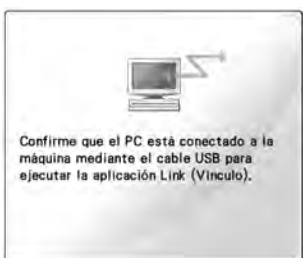 Confirme que el PC está conectado a la
máquina mediante el cable USB para
ejecutar la aplicación Link (Vínculo).